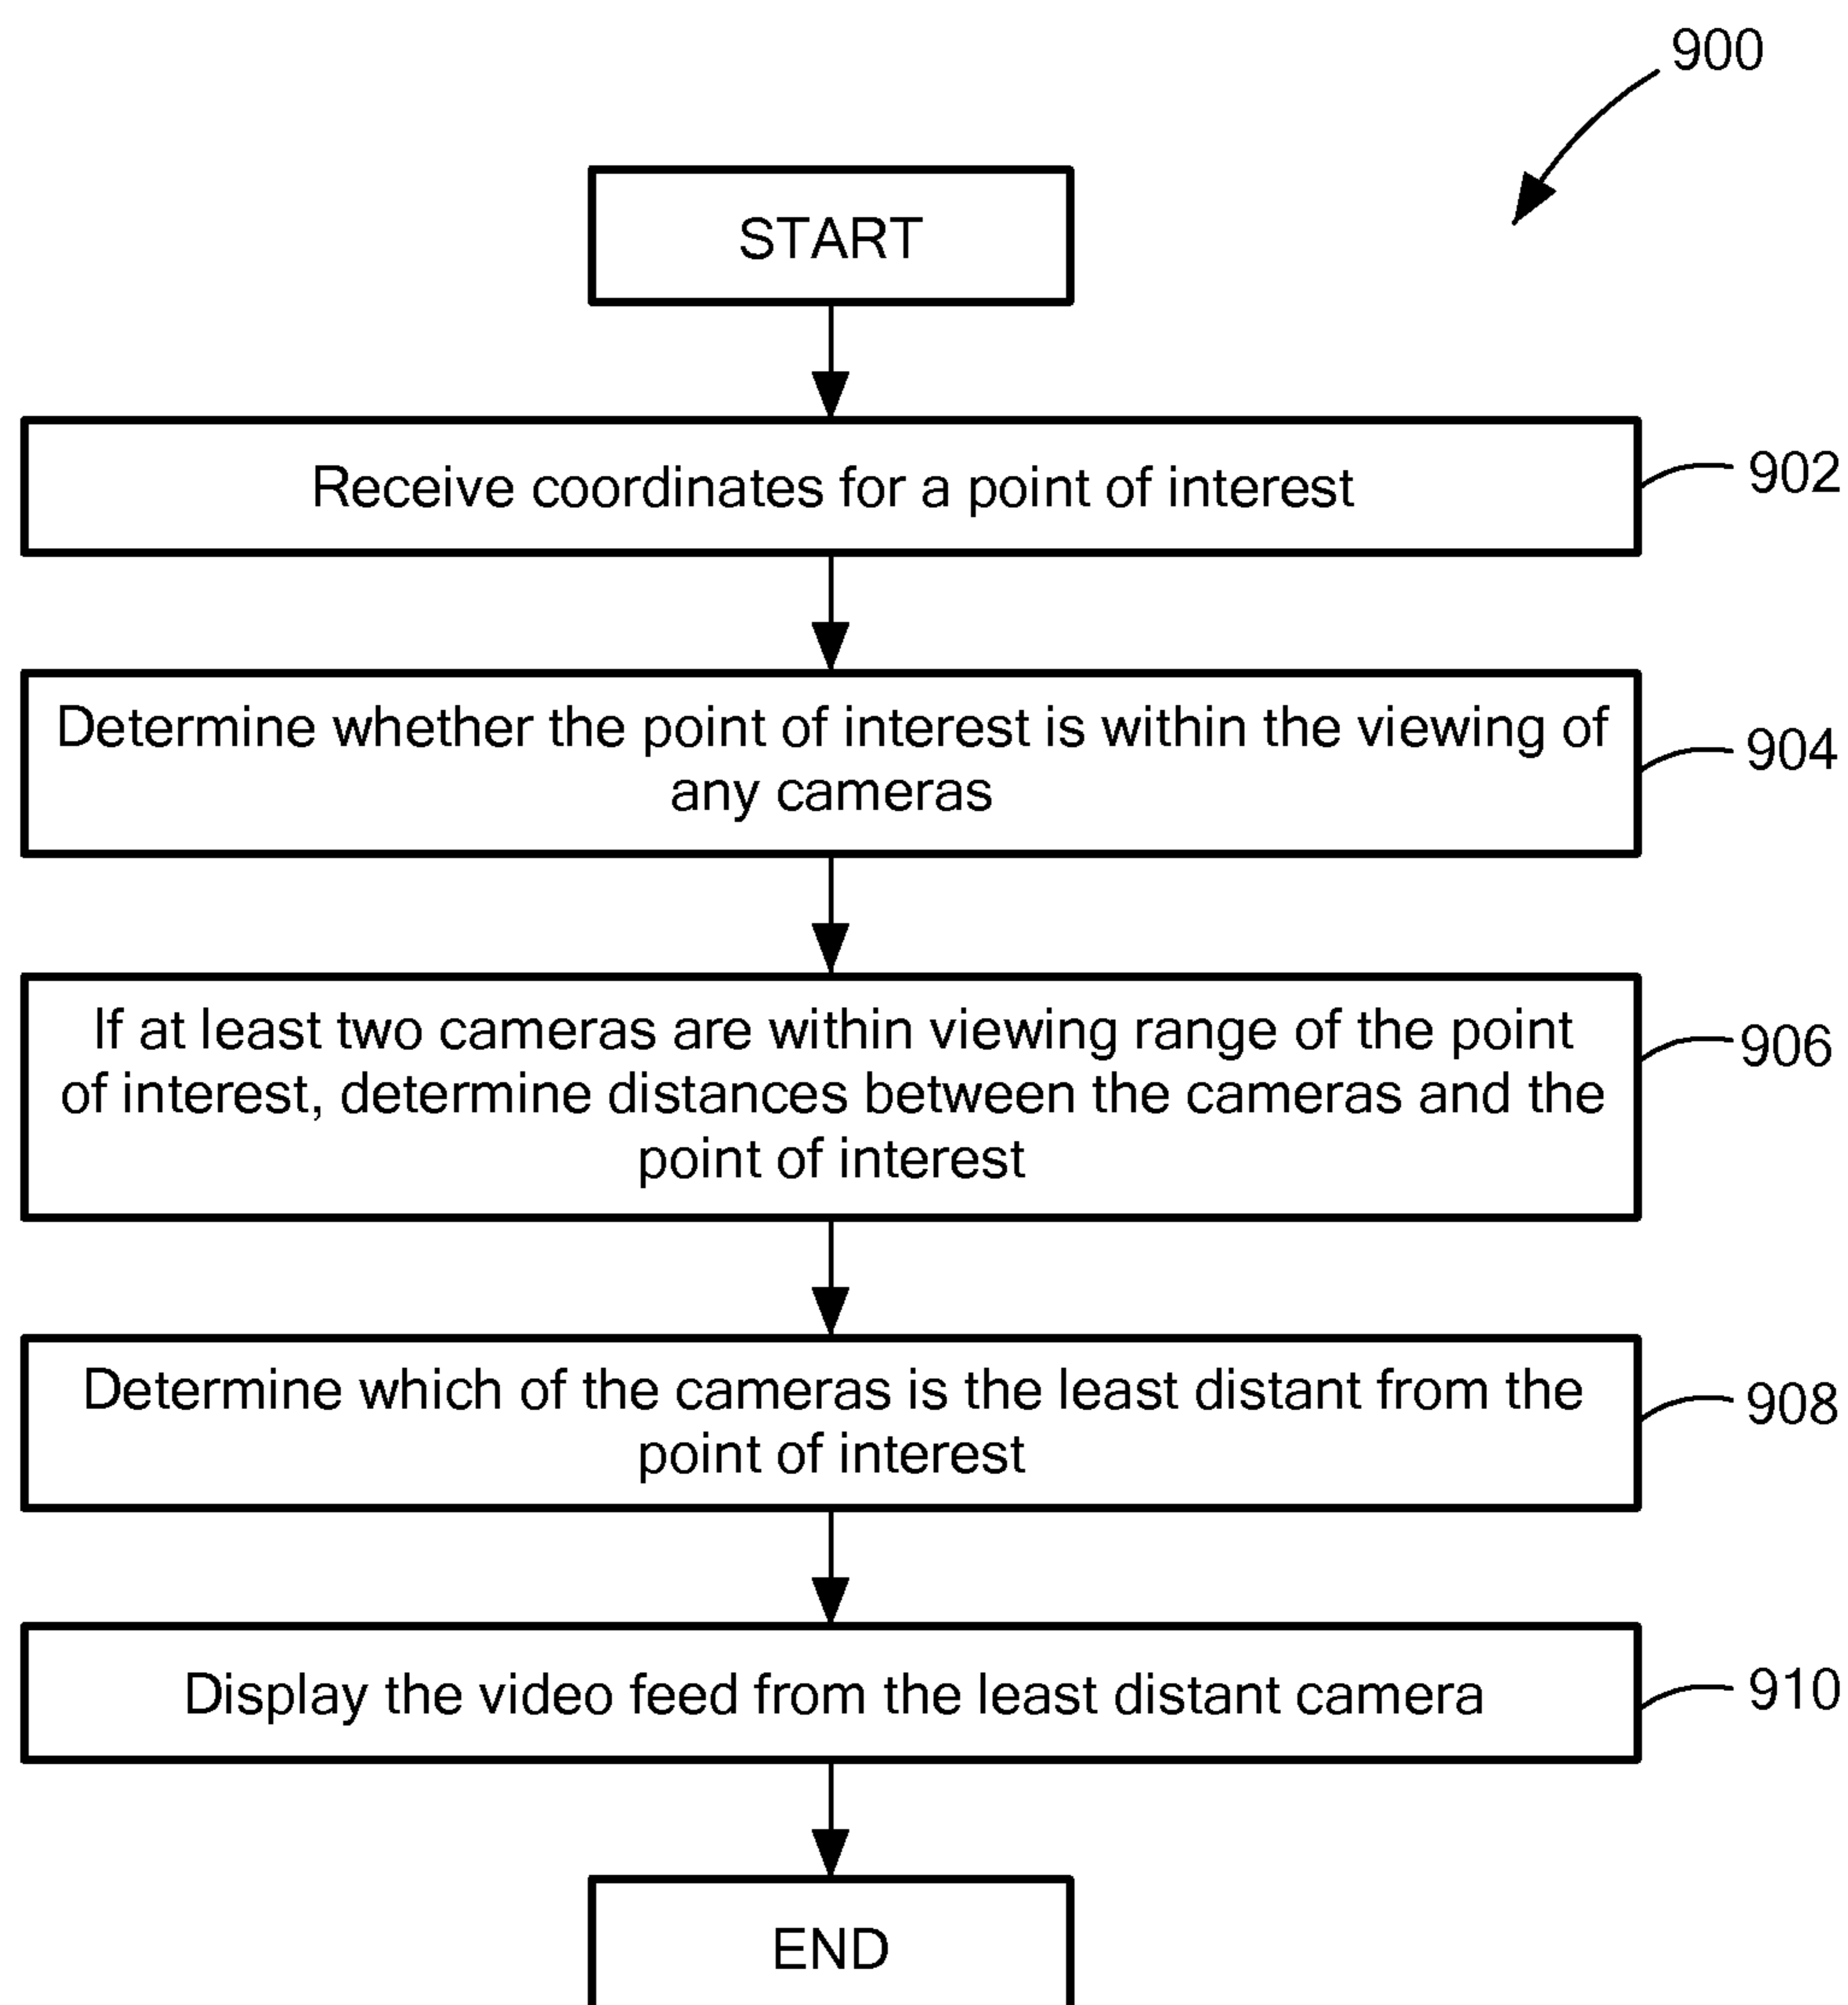 900
START
Receive coordinates for a point of interest
902
Determine whether the point of interest is within the viewing of
any cameras
904
If at least two cameras are within viewing range of the point
of interest, determine distances between the cameras and the
point of interest
906
Determine which of the cameras is the least distant from the
point of interest
908
Display the video feed from the least distant camera
910
END